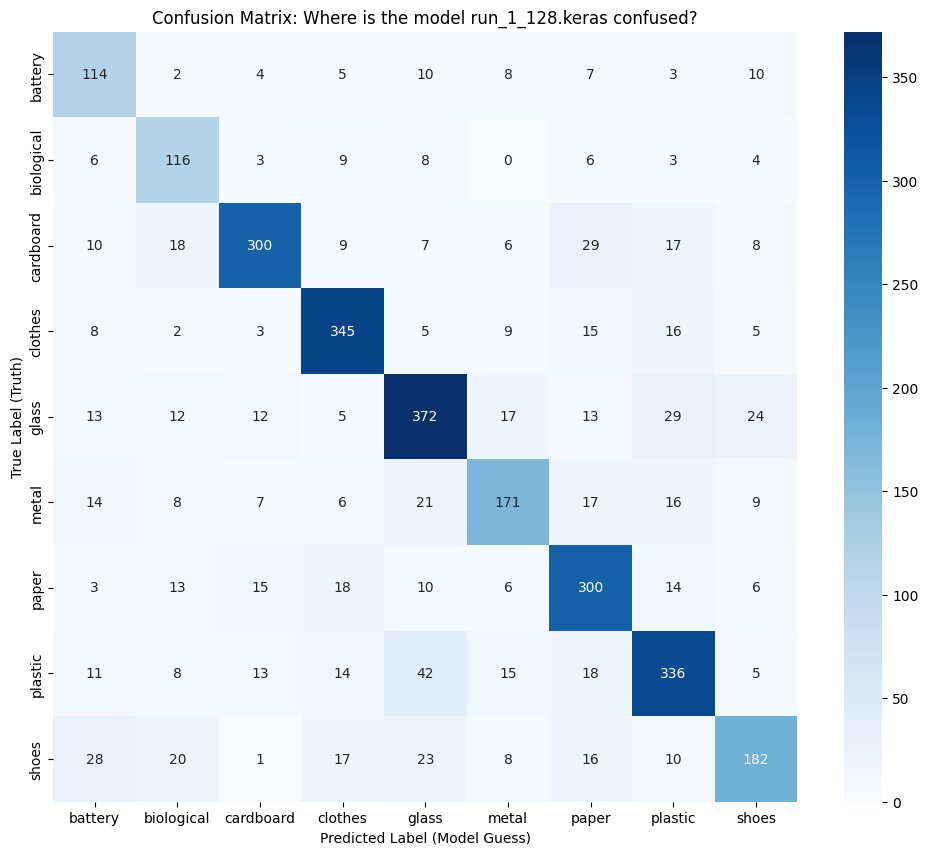 Confusion Matrix: Where is the model run_1_128.keras confused?
True Label (Truth)
battery 114 2 4 5 10 8 7 3 10
biological 6 116 3 9 8 0 6 3 4
cardboard 10 18 300 9 7 6 29 17 8
clothes 8 2 3 345 5 9 15 16 5
glass 13 12 12 5 372 17 13 29 24
metal 14 8 7 6 21 171 17 16 9
paper 3 13 15 18 10 6 300 14 6
plastic 11 8 13 14 42 15 18 336 5
shoes 28 20 1 17 23 8 16 10 182
battery biological cardboard clothes glass metal paper plastic shoes
Predicted Label (Model Guess)
350
300
250
200
150
100
50
0